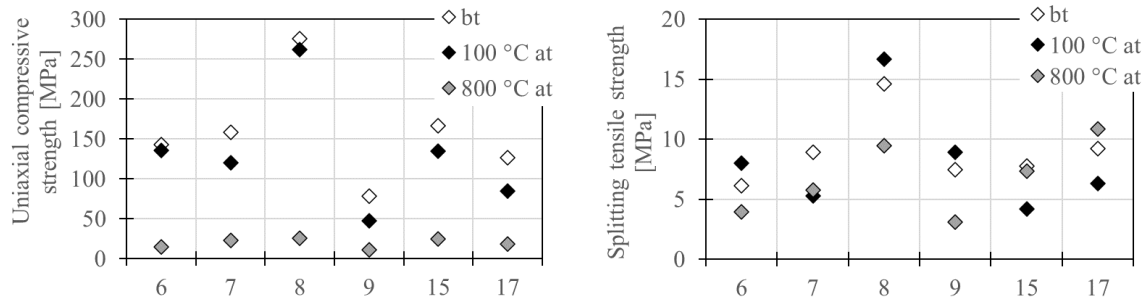 Uniaxial compressive
strength [MPa]
300
250
200
150
100
50
0
6 7 8 9 15 17
bt
100 °C at
800 °C at
Splitting tensile strength
[MPa]
20
15
10
5
0
6 7 8 9 15 17
bt
100 °C at
800 °C at